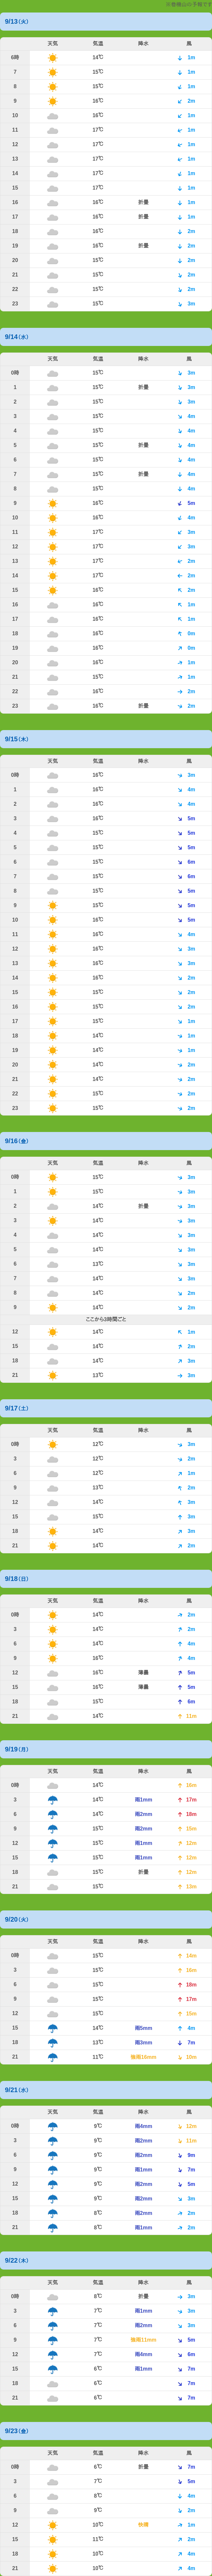 9/13(火)
天気 気温 降水 風
6時 14℃ 1m
7 15℃ 1m
8 15℃ 1m
9 16℃ 2m
10 16℃ 1m
11 17℃ 1m
12 17℃ 1m
13 17℃ 1m
14 17℃ 1m
15 17℃ 1m
16 16℃ 折曇 1m
17 16℃ 折曇 1m
18 16℃ 2m
19 16℃ 折曇 2m
20 15℃ 2m
21 15℃ 2m
22 15℃ 2m
23 15℃ 3m
9/14(水)
天気 気温 降水 風
0時 15℃ 3m
1 15℃ 折曇 3m
2 15℃ 3m
3 15℃ 4m
4 15℃ 4m
5 15℃ 折曇 4m
6 15℃ 4m
7 15℃ 折曇 4m
8 15℃ 4m
9 16℃ 5m
10 16℃ 4m
11 17℃ 3m
12 17℃ 3m
13 17℃ 2m
14 17℃ 2m
15 16℃ 2m
16 16℃ 1m
17 16℃ 1m
18 16℃ 0m
19 16℃ 0m
20 16℃ 1m
21 15℃ 1m
22 16℃ 2m
23 16℃ 折曇 2m
9/15(木)
天気 気温 降水 風
0時 16℃ 3m
1 16℃ 4m
2 16℃ 4m
3 16℃ 5m
4 15℃ 5m
5 15℃ 5m
6 15℃ 6m
7 15℃ 6m
8 15℃ 5m
9 15℃ 5m
10 16℃ 5m
11 16℃ 4m
12 16℃ 3m
13 16℃ 3m
14 16℃ 2m
15 15℃ 2m
16 15℃ 2m
17 15℃ 1m
18 14℃ 1m
19 14℃ 1m
20 14℃ 2m
21 14℃ 2m
22 15℃ 2m
23 15℃ 2m
9/16(金)
天気 気温 降水 風
0時 15℃ 3m
1 15℃ 3m
2 14℃ 折曇 3m
3 14℃ 3m
4 14℃ 3m
5 14℃ 3m
6 13℃ 3m
7 14℃ 3m
8 14℃ 2m
9 14℃ 2m
ここから3時間ごと
12 14℃ 1m
15 14℃ 2m
18 14℃ 3m
21 13℃ 3m
9/17(土)
天気 気温 降水 風
0時 12℃ 3m
3 12℃ 2m
6 12℃ 1m
9 13℃ 2m
12 14℃ 3m
15 15℃ 3m
18 14℃ 3m
21 14℃ 2m
9/18(日)
天気 気温 降水 風
0時 14℃ 2m
3 14℃ 2m
6 14℃ 4m
9 16℃ 4m
12 16℃ 薄曇 5m
15 16℃ 薄曇 5m
18 15℃ 6m
21 14℃ 11m
9/19(月)
天気 気温 降水 風
0時 14℃ 16m
3 14℃ 雨1mm 17m
6 14℃ 雨2mm 18m
9 15℃ 雨2mm 15m
12 15℃ 雨1mm 12m
15 15℃ 雨1mm 12m
18 15℃ 折曇 12m
21 15℃ 13m
9/20(火)
天気 気温 降水 風
0時 15℃ 14m
3 15℃ 16m
6 15℃ 18m
9 15℃ 17m
12 15℃ 15m
15 14℃ 雨5mm 4m
18 13℃ 雨3mm 7m
21 11℃ 強雨16mm 10m
9/21(水)
天気 気温 降水 風
0時 9℃ 雨4mm 12m
3 9℃ 雨2mm 11m
6 9℃ 雨2mm 9m
9 9℃ 雨1mm 7m
12 9℃ 雨2mm 5m
15 9℃ 雨2mm 3m
18 8℃ 雨2mm 2m
21 8℃ 雨1mm 2m
9/22(木)
天気 気温 降水 風
0時 8℃ 折曇 3m
3 7℃ 雨1mm 3m
6 7℃ 雨2mm 3m
9 7℃ 強雨11mm 5m
12 7℃ 雨4mm 6m
15 6℃ 雨1mm 7m
18 6℃ 7m
21 6℃ 7m
9/23(金)
天気 気温 降水 風
0時 6℃ 折曇 7m
3 7℃ 5m
6 8℃ 4m
9 9℃ 2m
12 10℃ 快晴 1m
15 11℃ 2m
18 10℃ 4m
21 10℃ 4m